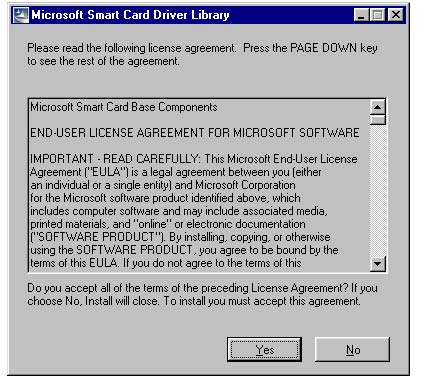 Microsoft Smart Card Driver Library
Please read the following license agreement. Press the PAGE DOWN key
to see the rest of the agreement.
Microsoft Smart Card Base Components
END-USER LICENSE AGREEMENT FOR MICROSOFT SOFTWARE
IMPORTANT - READ CAREFULLY: This Microsoft End-User License
Agreement ("EULA") is a legal agreement between you (either
an individual or a single entity) and Microsoft Corporation
for the Microsoft software product identified above, which
includes computer software and may include associated media,
printed materials, and "online" or electronic documentation
("SOFTWARE PRODUCT"). By installing, copying, or otherwise
using the SOFTWARE PRODUCT, you agree to be bound by the
terms of this EULA. If you do not agree to the terms of this
Do you accept all of the terms of the preceding License Agreement? If you
choose No, Install will close. To install you must accept this agreement.
Yes
No